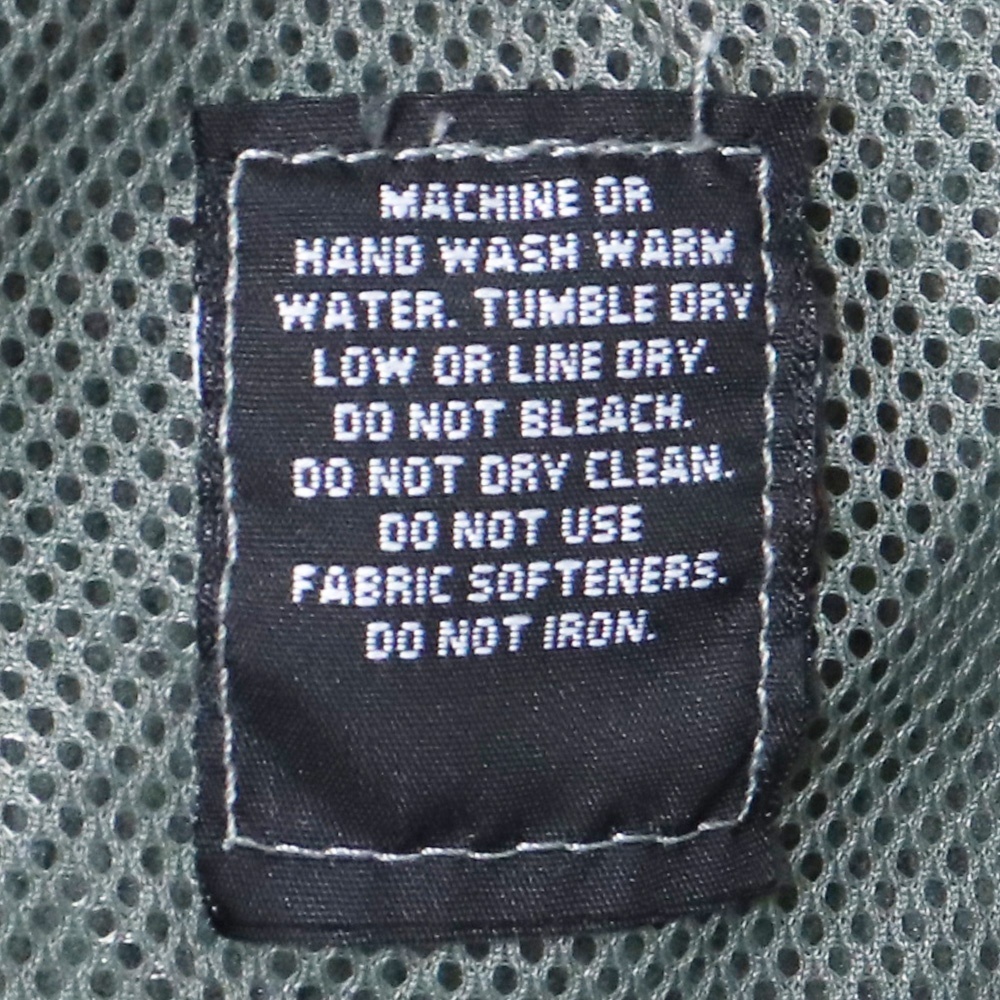 MACHINE OR
HAND WASH WARM
WATER. TUMBLE DRY
LOW OR LINE DRY.
DO NOT BLEACH.
DO NOT DRY CLEAN.
DO NOT USE
FABRIC SOFTENERS.
DO NOT IRON.